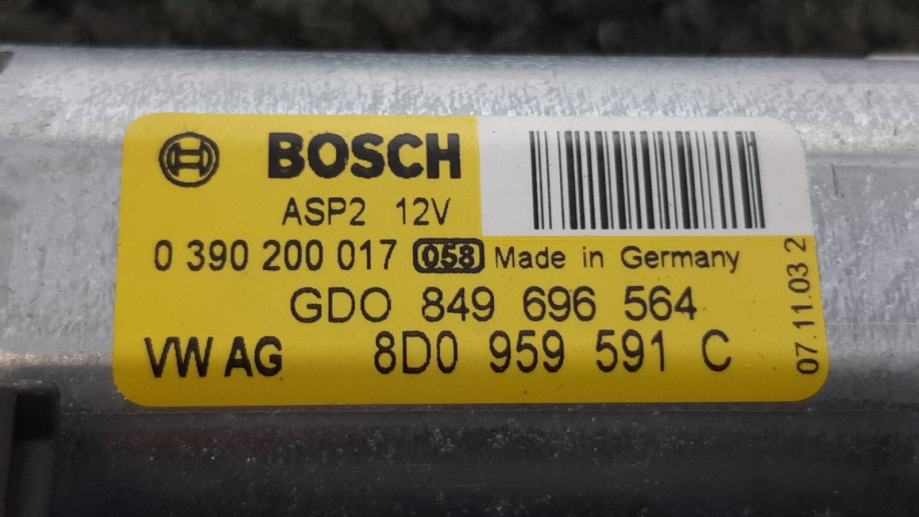 BOSCH
ASP2 12V
0 390 200 017 058 Made in Germany
GDO 849 696 564
VW AG 8D0 959 591 C
07.11.03 2